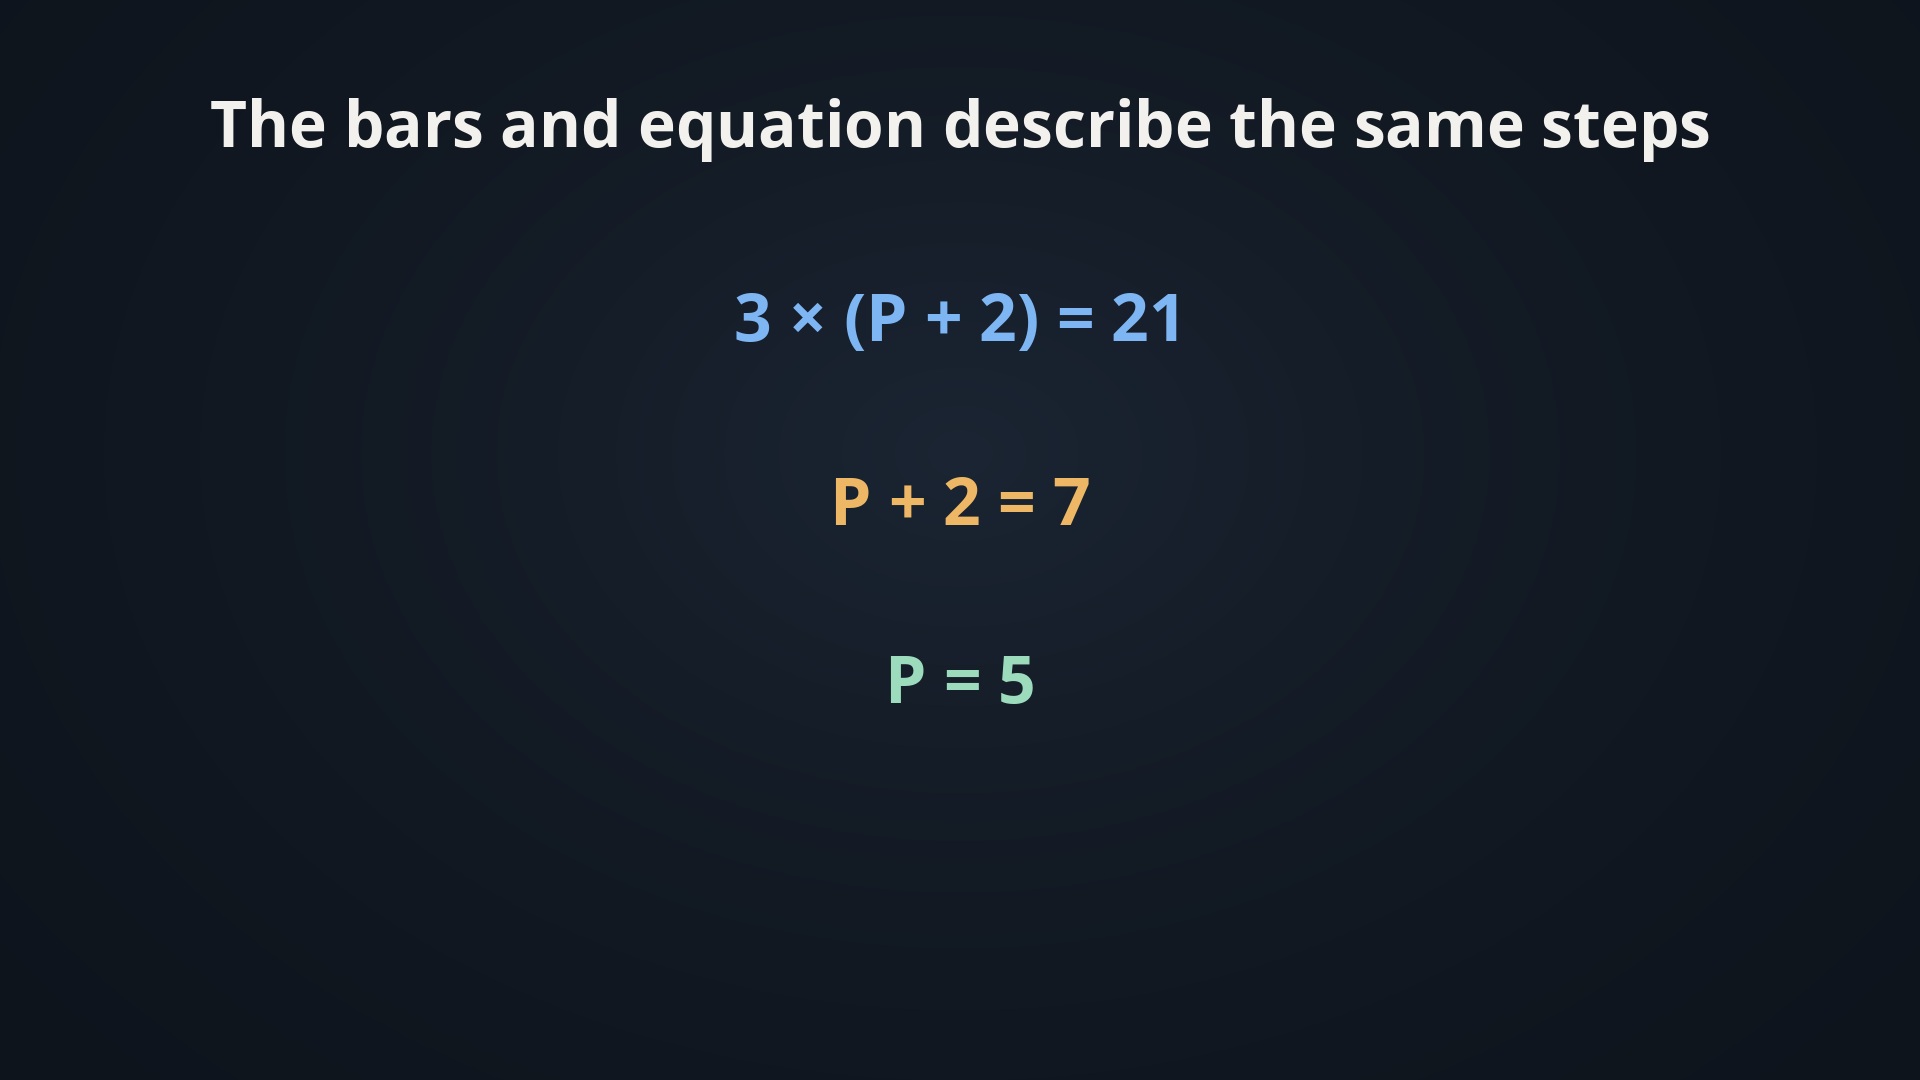 The bars and equation describe the same steps
3 × (P + 2) = 21
P + 2 = 7
P = 5